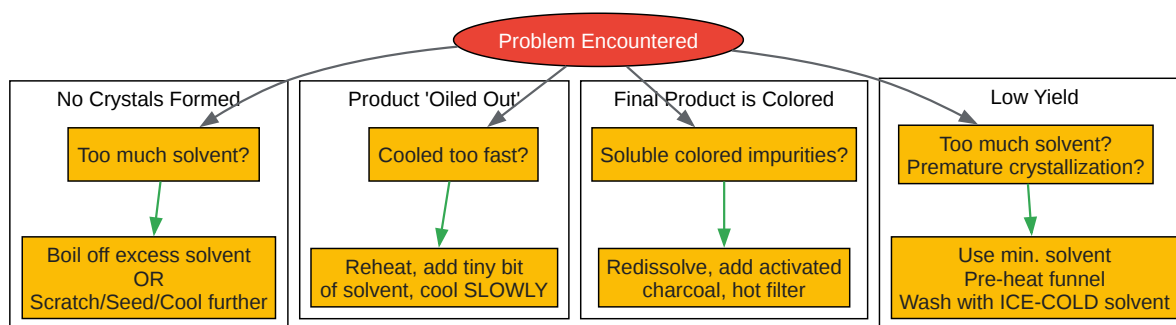 Problem Encountered
No Crystals Formed
Too much solvent?
Boil off excess solvent
OR
Scratch/Seed/Cool further
Product 'Oiled Out'
Cooled too fast?
Reheat, add tiny bit
of solvent, cool SLOWLY
Final Product is Colored
Soluble colored impurities?
Redissolve, add activated
charcoal, hot filter
Low Yield
Too much solvent?
Premature crystallization?
Use min. solvent
Pre-heat funnel
Wash with ICE-COLD solvent